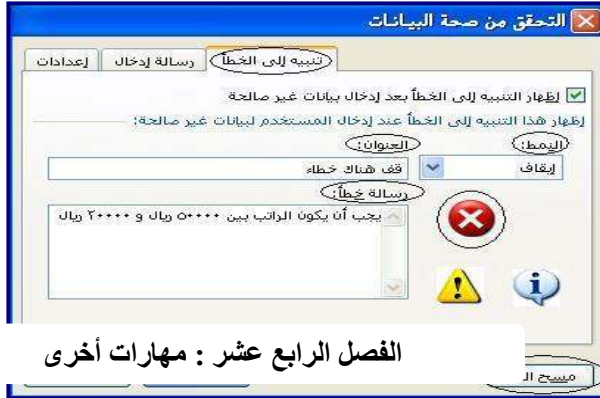 التحقق من صحة البيانات
إعدادات
رسالة إدخال
تنبيه إلى الخطأ
إظهار التنبيه إلى الخطأ بعد إدخال بيانات غير صالحة
إظهار هذا التنبيه إلى الخطأ عند إدخال المستخدم لبيانات غير صالحة:
النمط:
العنوان:
إيقاف
قف هناك خطاء
رسالة خطأ:
يجب أن يكون الراتب بين ٥٠٠٠٠ ريال و ٢٠٠٠٠ ريال
الفصل الرابع عشر : مهارات أخرى
مسح